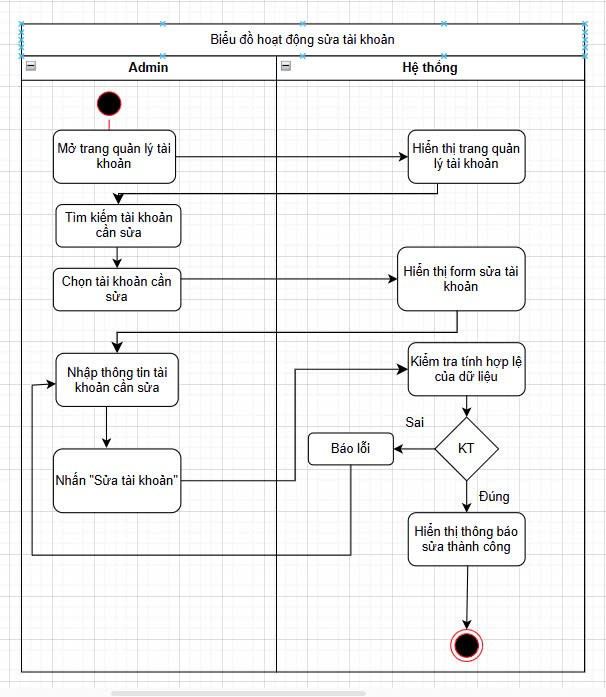 Biểu đồ hoạt động sửa tài khoản
Admin
Hệ thống
Mở trang quản lý tài
khoản
Hiển thị trang quản
lý tài khoản
Tìm kiếm tài khoản
cần sửa
Chọn tài khoản cần
sửa
Hiển thị form sửa tài
khoản
Nhập thông tin tài
khoản cần sửa
Kiểm tra tính hợp lệ
của dữ liệu
Sai
KT
Báo lỗi
Nhấn "Sửa tài khoản"
Đúng
Hiển thị thông báo
sửa thành công